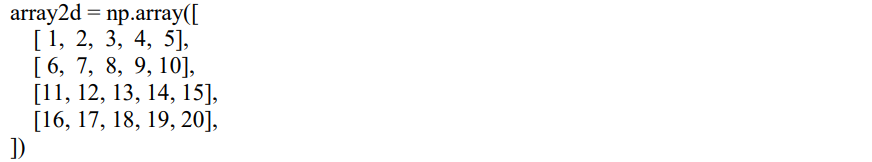 array2d = np.array([
[ 1, 2, 3, 4, 5],
[ 6, 7, 8, 9, 10],
[11, 12, 13, 14, 15],
[16, 17, 18, 19, 20],
])